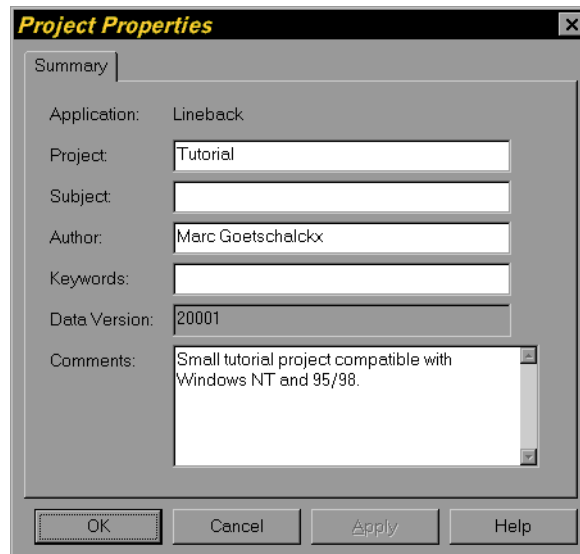 Project Properties
Summary
Application: Lineback
Project: Tutorial
Subject:
Author: Marc Goetschalckx
Keywords:
Data Version: 20001
Comments: Small tutorial project compatible with
Windows NT and 95/98.
OK Cancel Apply Help